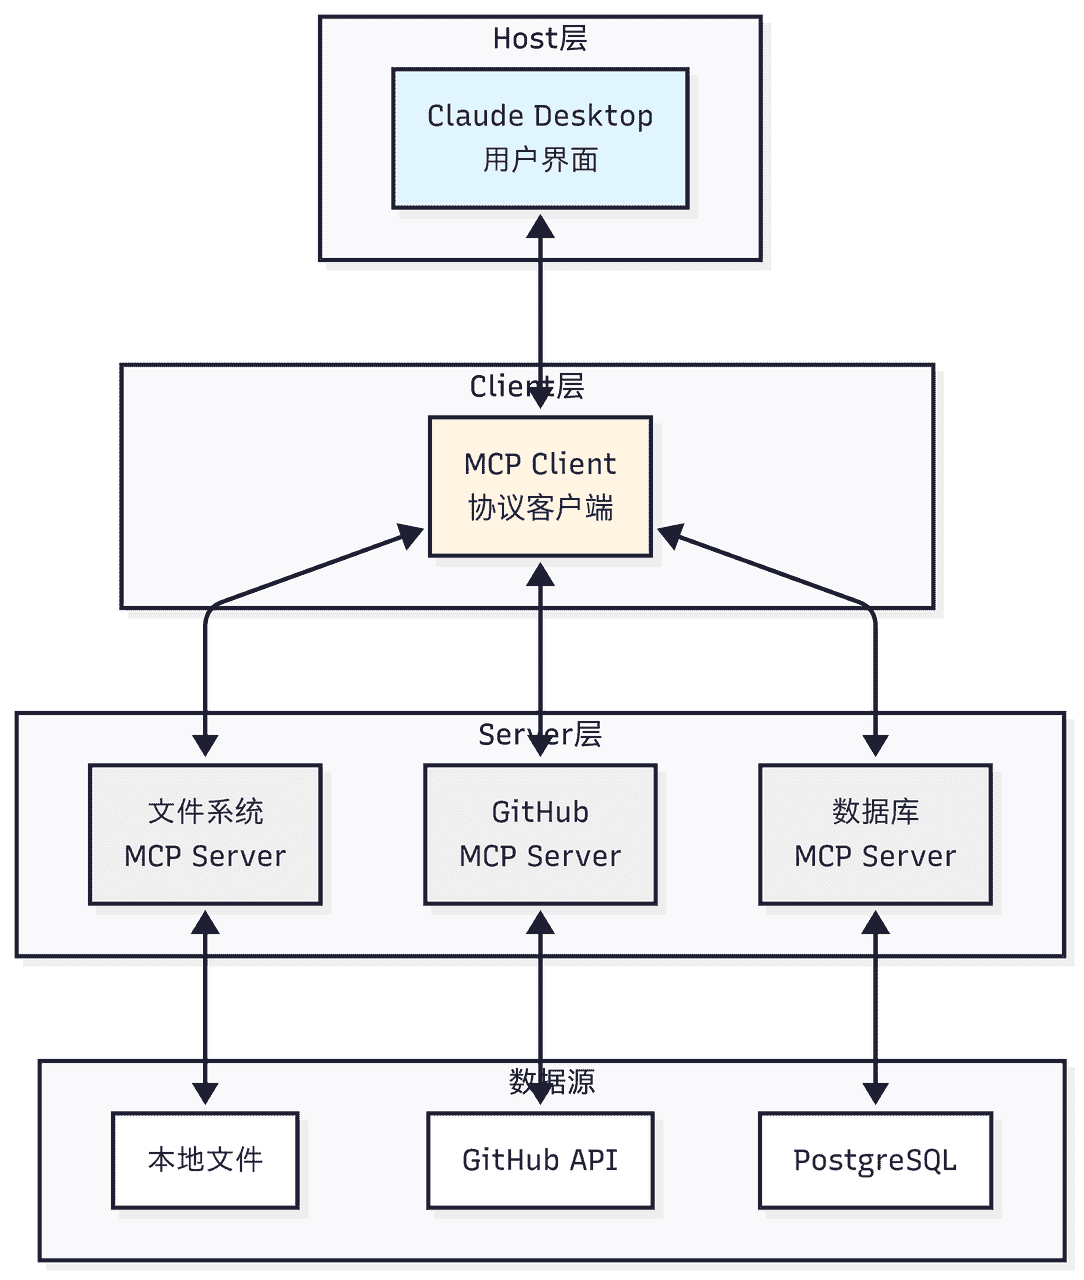 Host层
Claude Desktop
用户界面
Client层
MCP Client
协议客户端
Server层
文件系统
MCP Server
GitHub
MCP Server
数据库
MCP Server
数据源
本地文件
GitHub API
PostgreSQL